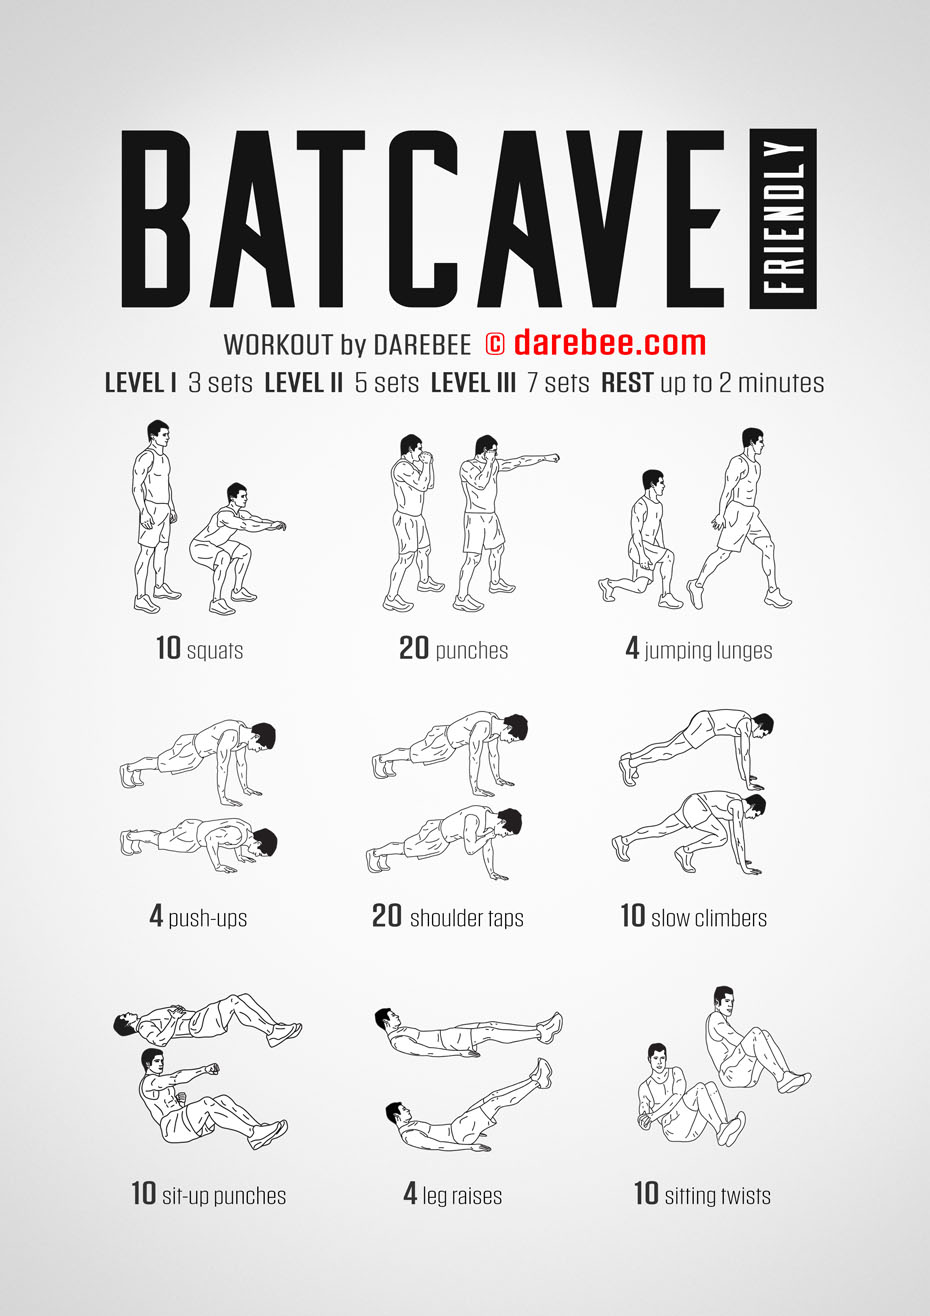 BATCAVE FRIENDLY
WORKOUT by DAREBEE © darebee.com
LEVEL I 3 sets LEVEL II 5 sets LEVEL III 7 sets REST up to 2 minutes
10 squats
20 punches
4 jumping lunges
4 push-ups
20 shoulder taps
10 slow climbers
10 sit-up punches
4 leg raises
10 sitting twists